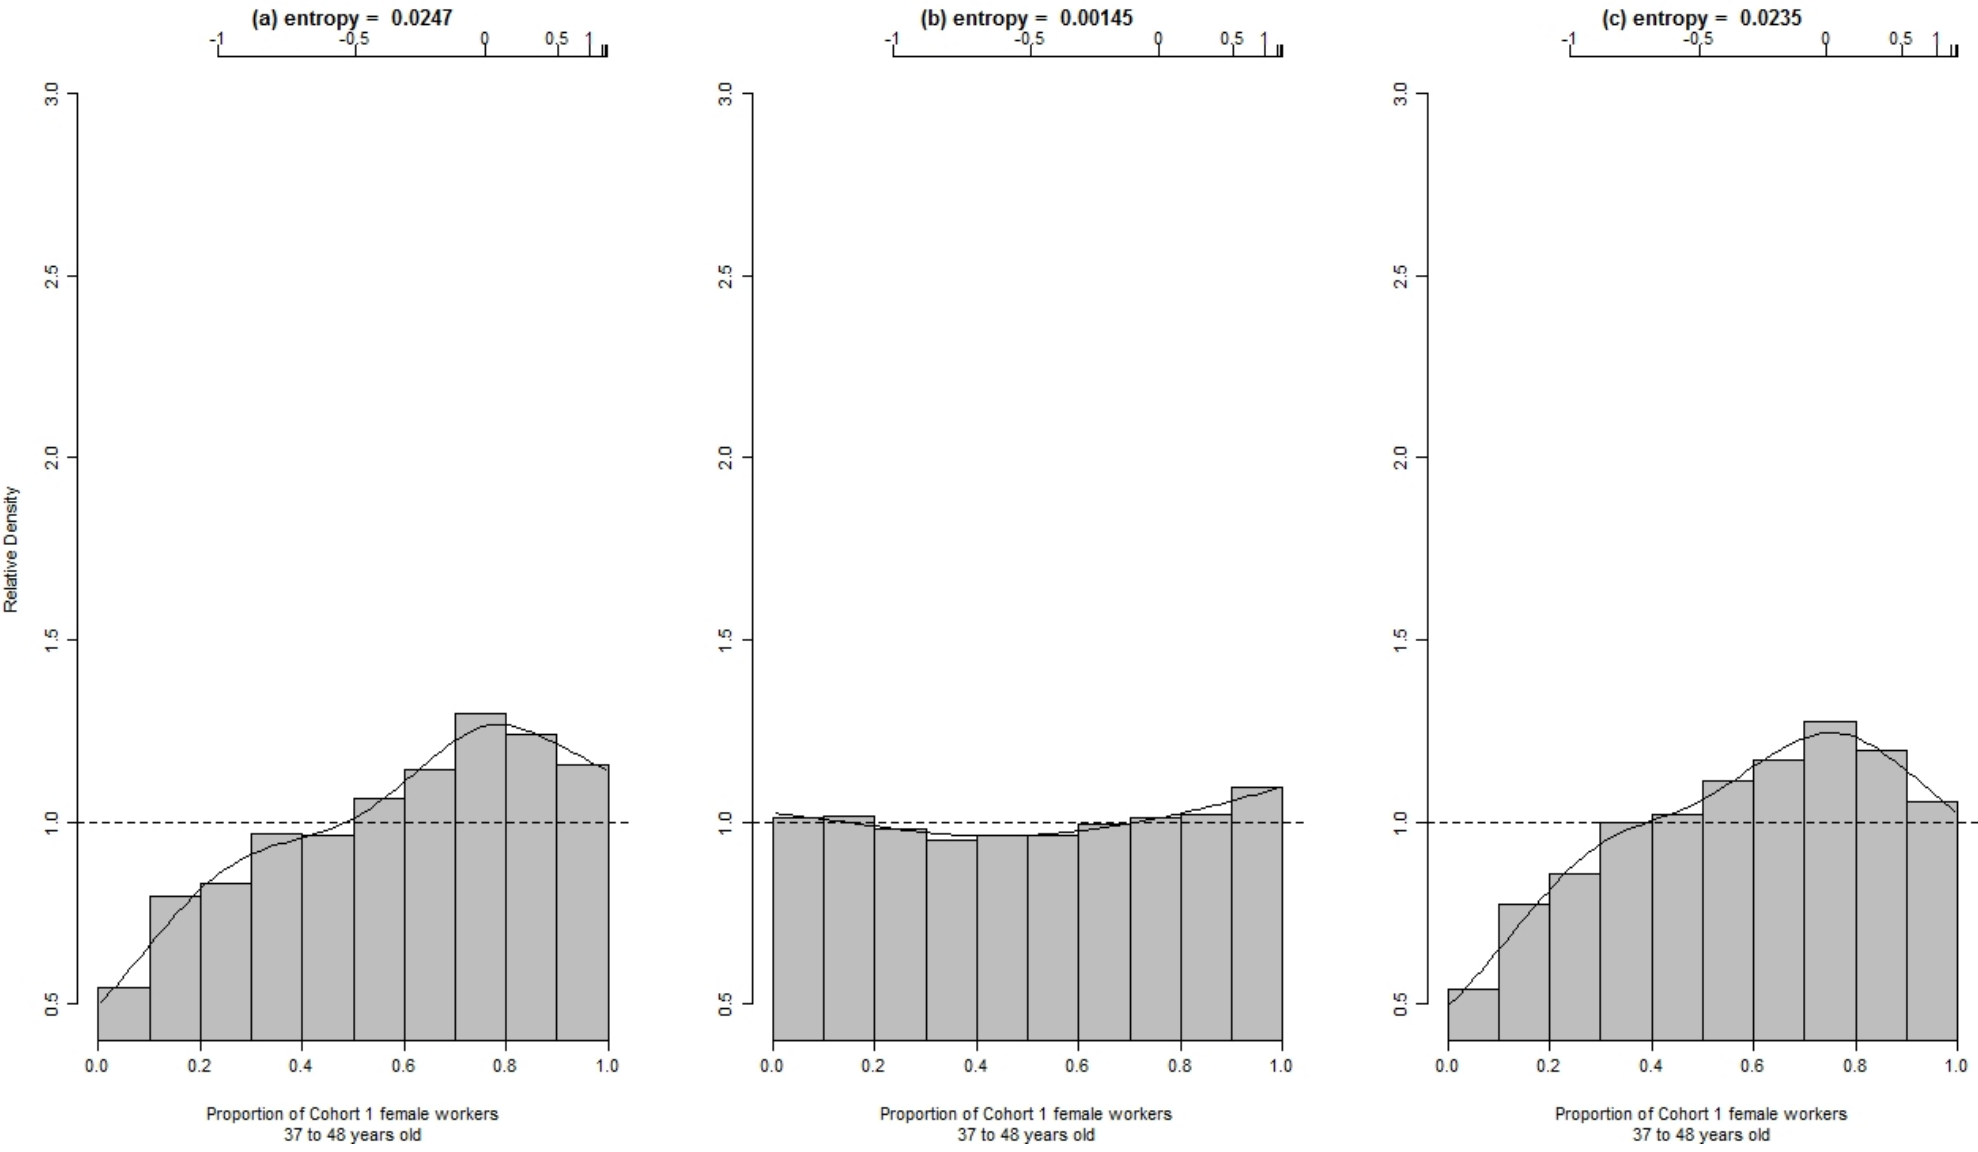 (a) entropy = 0.0247
-1 -0.5 0 0.5 1
3.0
2.5
2.0
1.5
1.0
0.5
Relative Density
0.0 0.2 0.4 0.6 0.8 1.0
Proportion of Cohort 1 female workers
37 to 48 years old
(b) entropy = 0.00145
-1 -0.5 0 0.5 1
3.0
2.5
2.0
1.5
1.0
0.5
0.0 0.2 0.4 0.6 0.8 1.0
Proportion of Cohort 1 female workers
37 to 48 years old
(c) entropy = 0.0235
-1 -0.5 0 0.5 1
3.0
2.5
2.0
1.5
1.0
0.5
0.0 0.2 0.4 0.6 0.8 1.0
Proportion of Cohort 1 female workers
37 to 48 years old